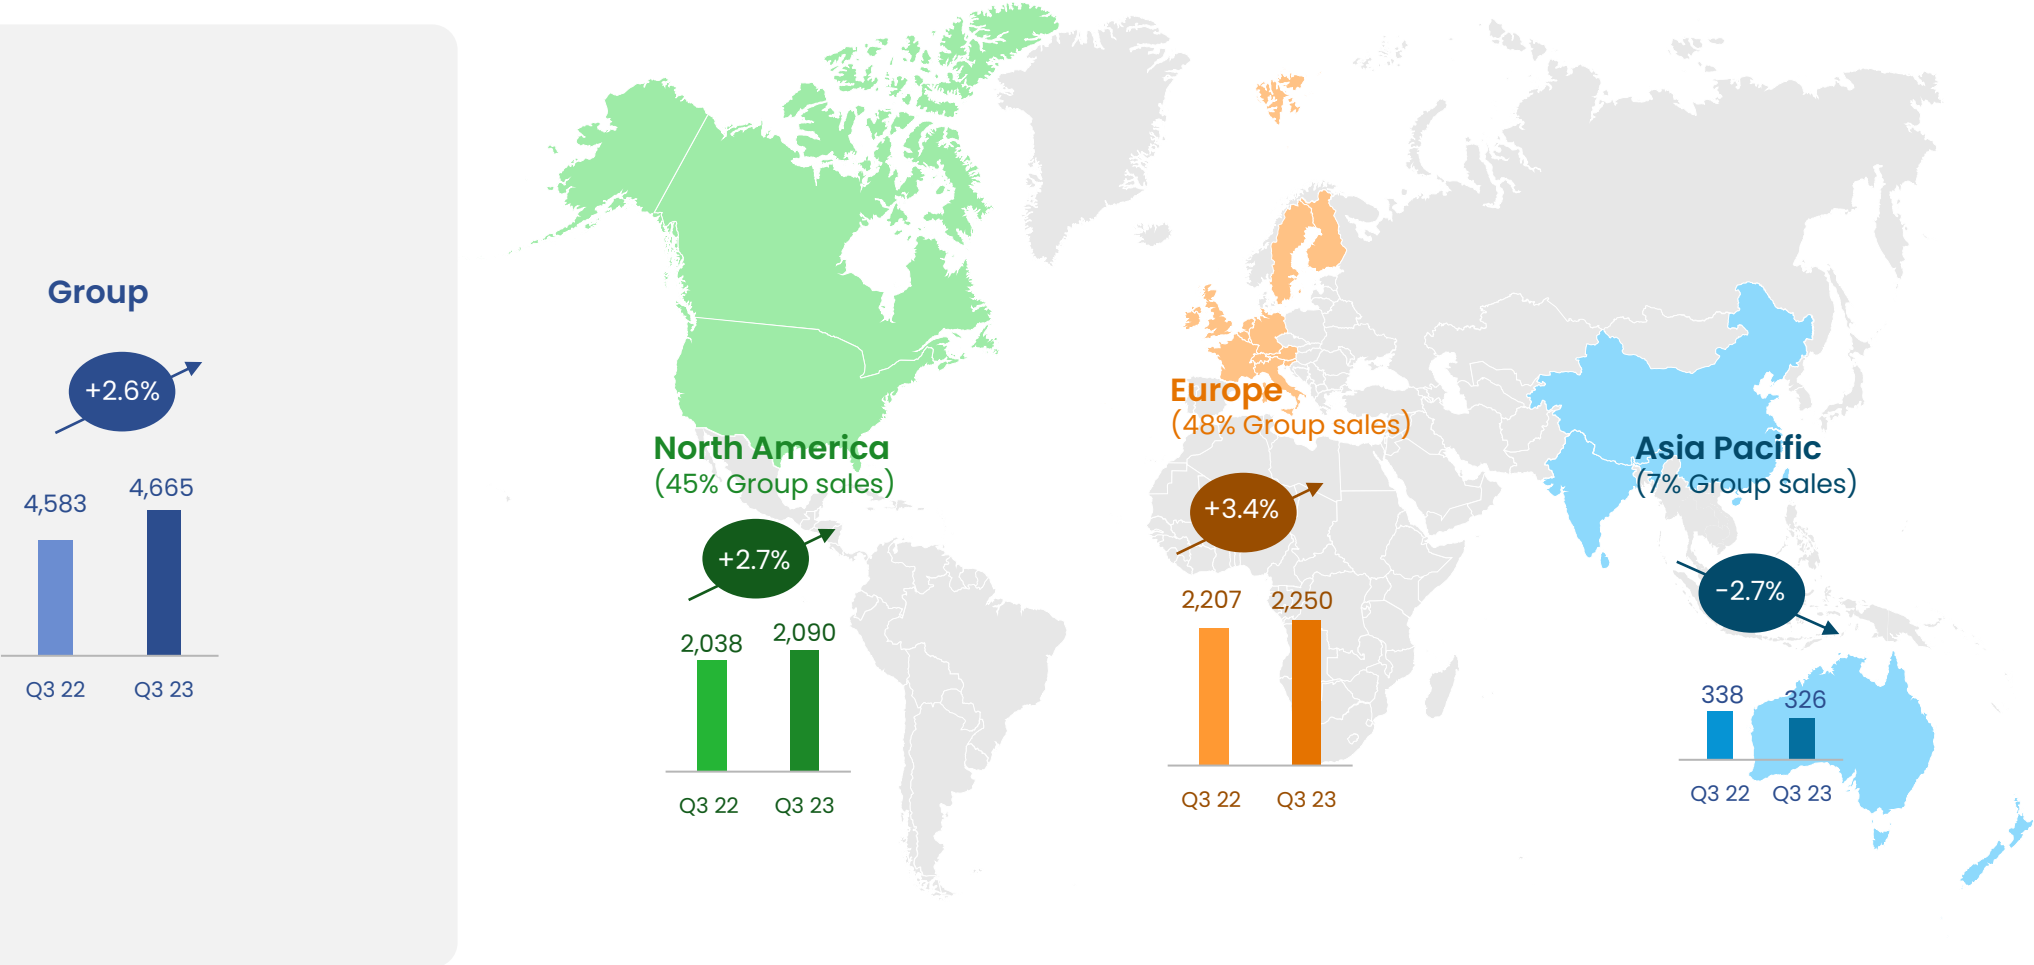 Group
+2.6%
4,583
4,665
Q3 22
Q3 23
North America
(45% Group sales)
+2.7%
2,038
2,090
Q3 22
Q3 23
Europe
(48% Group sales)
+3.4%
2,207
2,250
Q3 22
Q3 23
Asia Pacific
(7% Group sales)
-2.7%
338
326
Q3 22
Q3 23